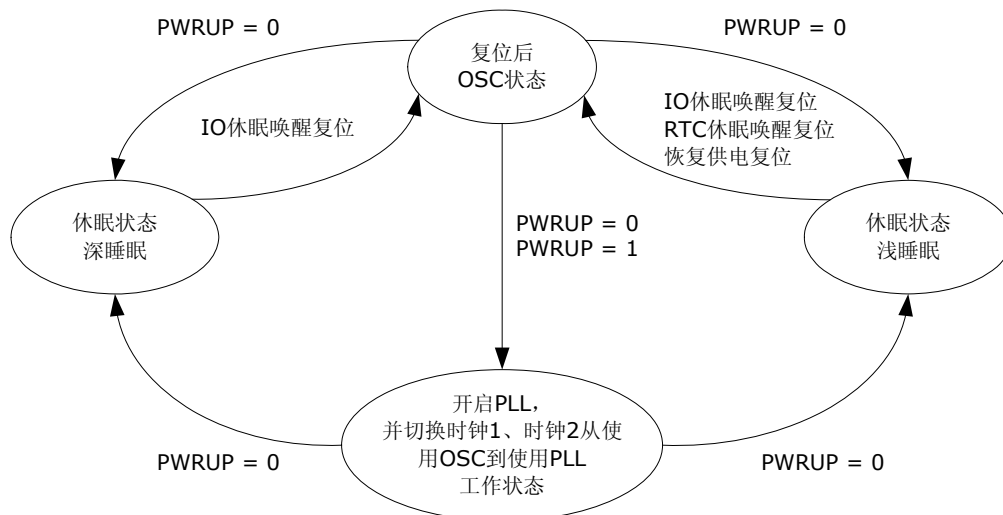 PWRUP = 0
PWRUP = 0
复位后
OSC状态
IO休眠唤醒复位
IO休眠唤醒复位
RTC休眠唤醒复位
恢复供电复位
休眠状态
深睡眠
PWRUP = 0
PWRUP = 1
休眠状态
浅睡眠
开启PLL，
并切换时钟1、时钟2从使
用OSC到使用PLL
工作状态
PWRUP = 0
PWRUP = 0